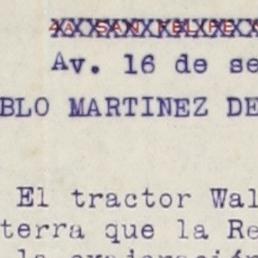 Av. 16 de se
BLO MARTINEZ DE
El tractor Wal
terra que la Re